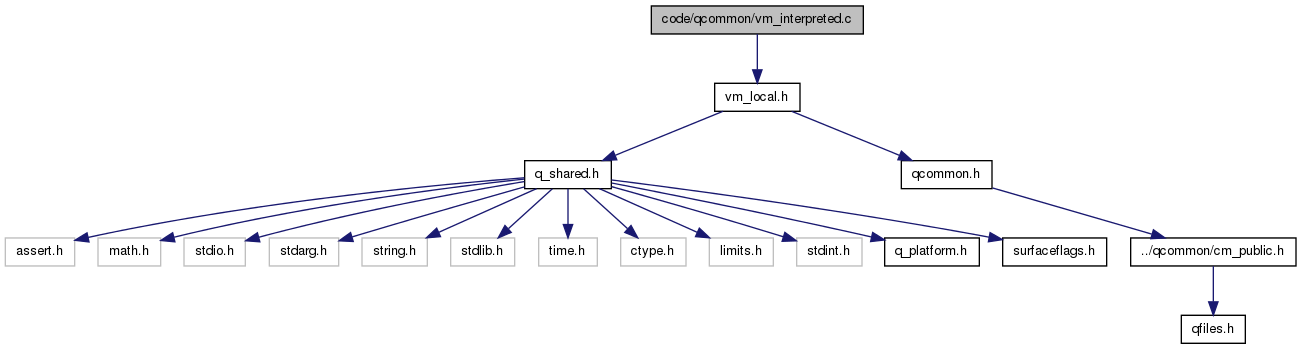 code/qcommon/vm_interpreted.c
vm_local.h
q_shared.h
qcommon.h
assert.h
math.h
stdio.h
stdarg.h
string.h
stdlib.h
time.h
ctype.h
limits.h
stdint.h
q_platform.h
surfaceflags.h
../qcommon/cm_public.h
qfiles.h